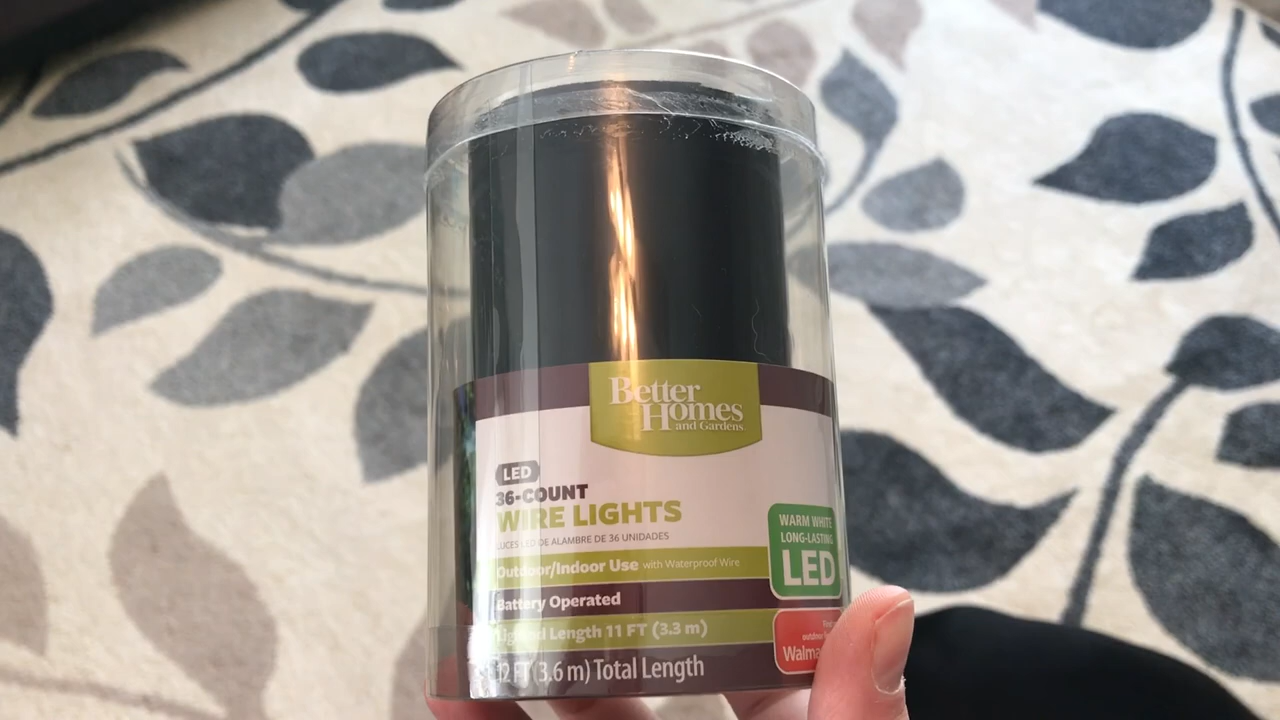 Better
Homes
and Gardens
LED
36-COUNT
WIRE LIGHTS
LUCES LED DE ALAMBRE DE 36 UNIDADES
Outdoor/Indoor Use with Waterproof Wire
Battery Operated
Lighted Length 11 FT (3.3 m)
12 FT (3.6 m) Total Length
WARM WHITE
LONG-LASTING
LED
outdoor